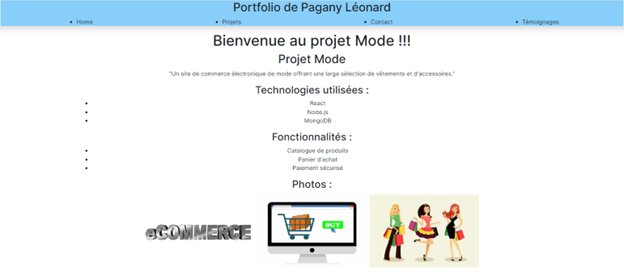 Portfolio de Pagany Léonard
Home Projets Contact Témoignages
Bienvenue au projet Mode !!!
Projet Mode
"Un site de commerce électronique de mode offrant une large sélection de vêtements et d'accessoires."
Technologies utilisées :
React
Node.js
MongoDB
Fonctionnalités :
Catalogue de produits
Panier d'achat
Paiement sécurisé
Photos :
eCOMMERCE
BUY